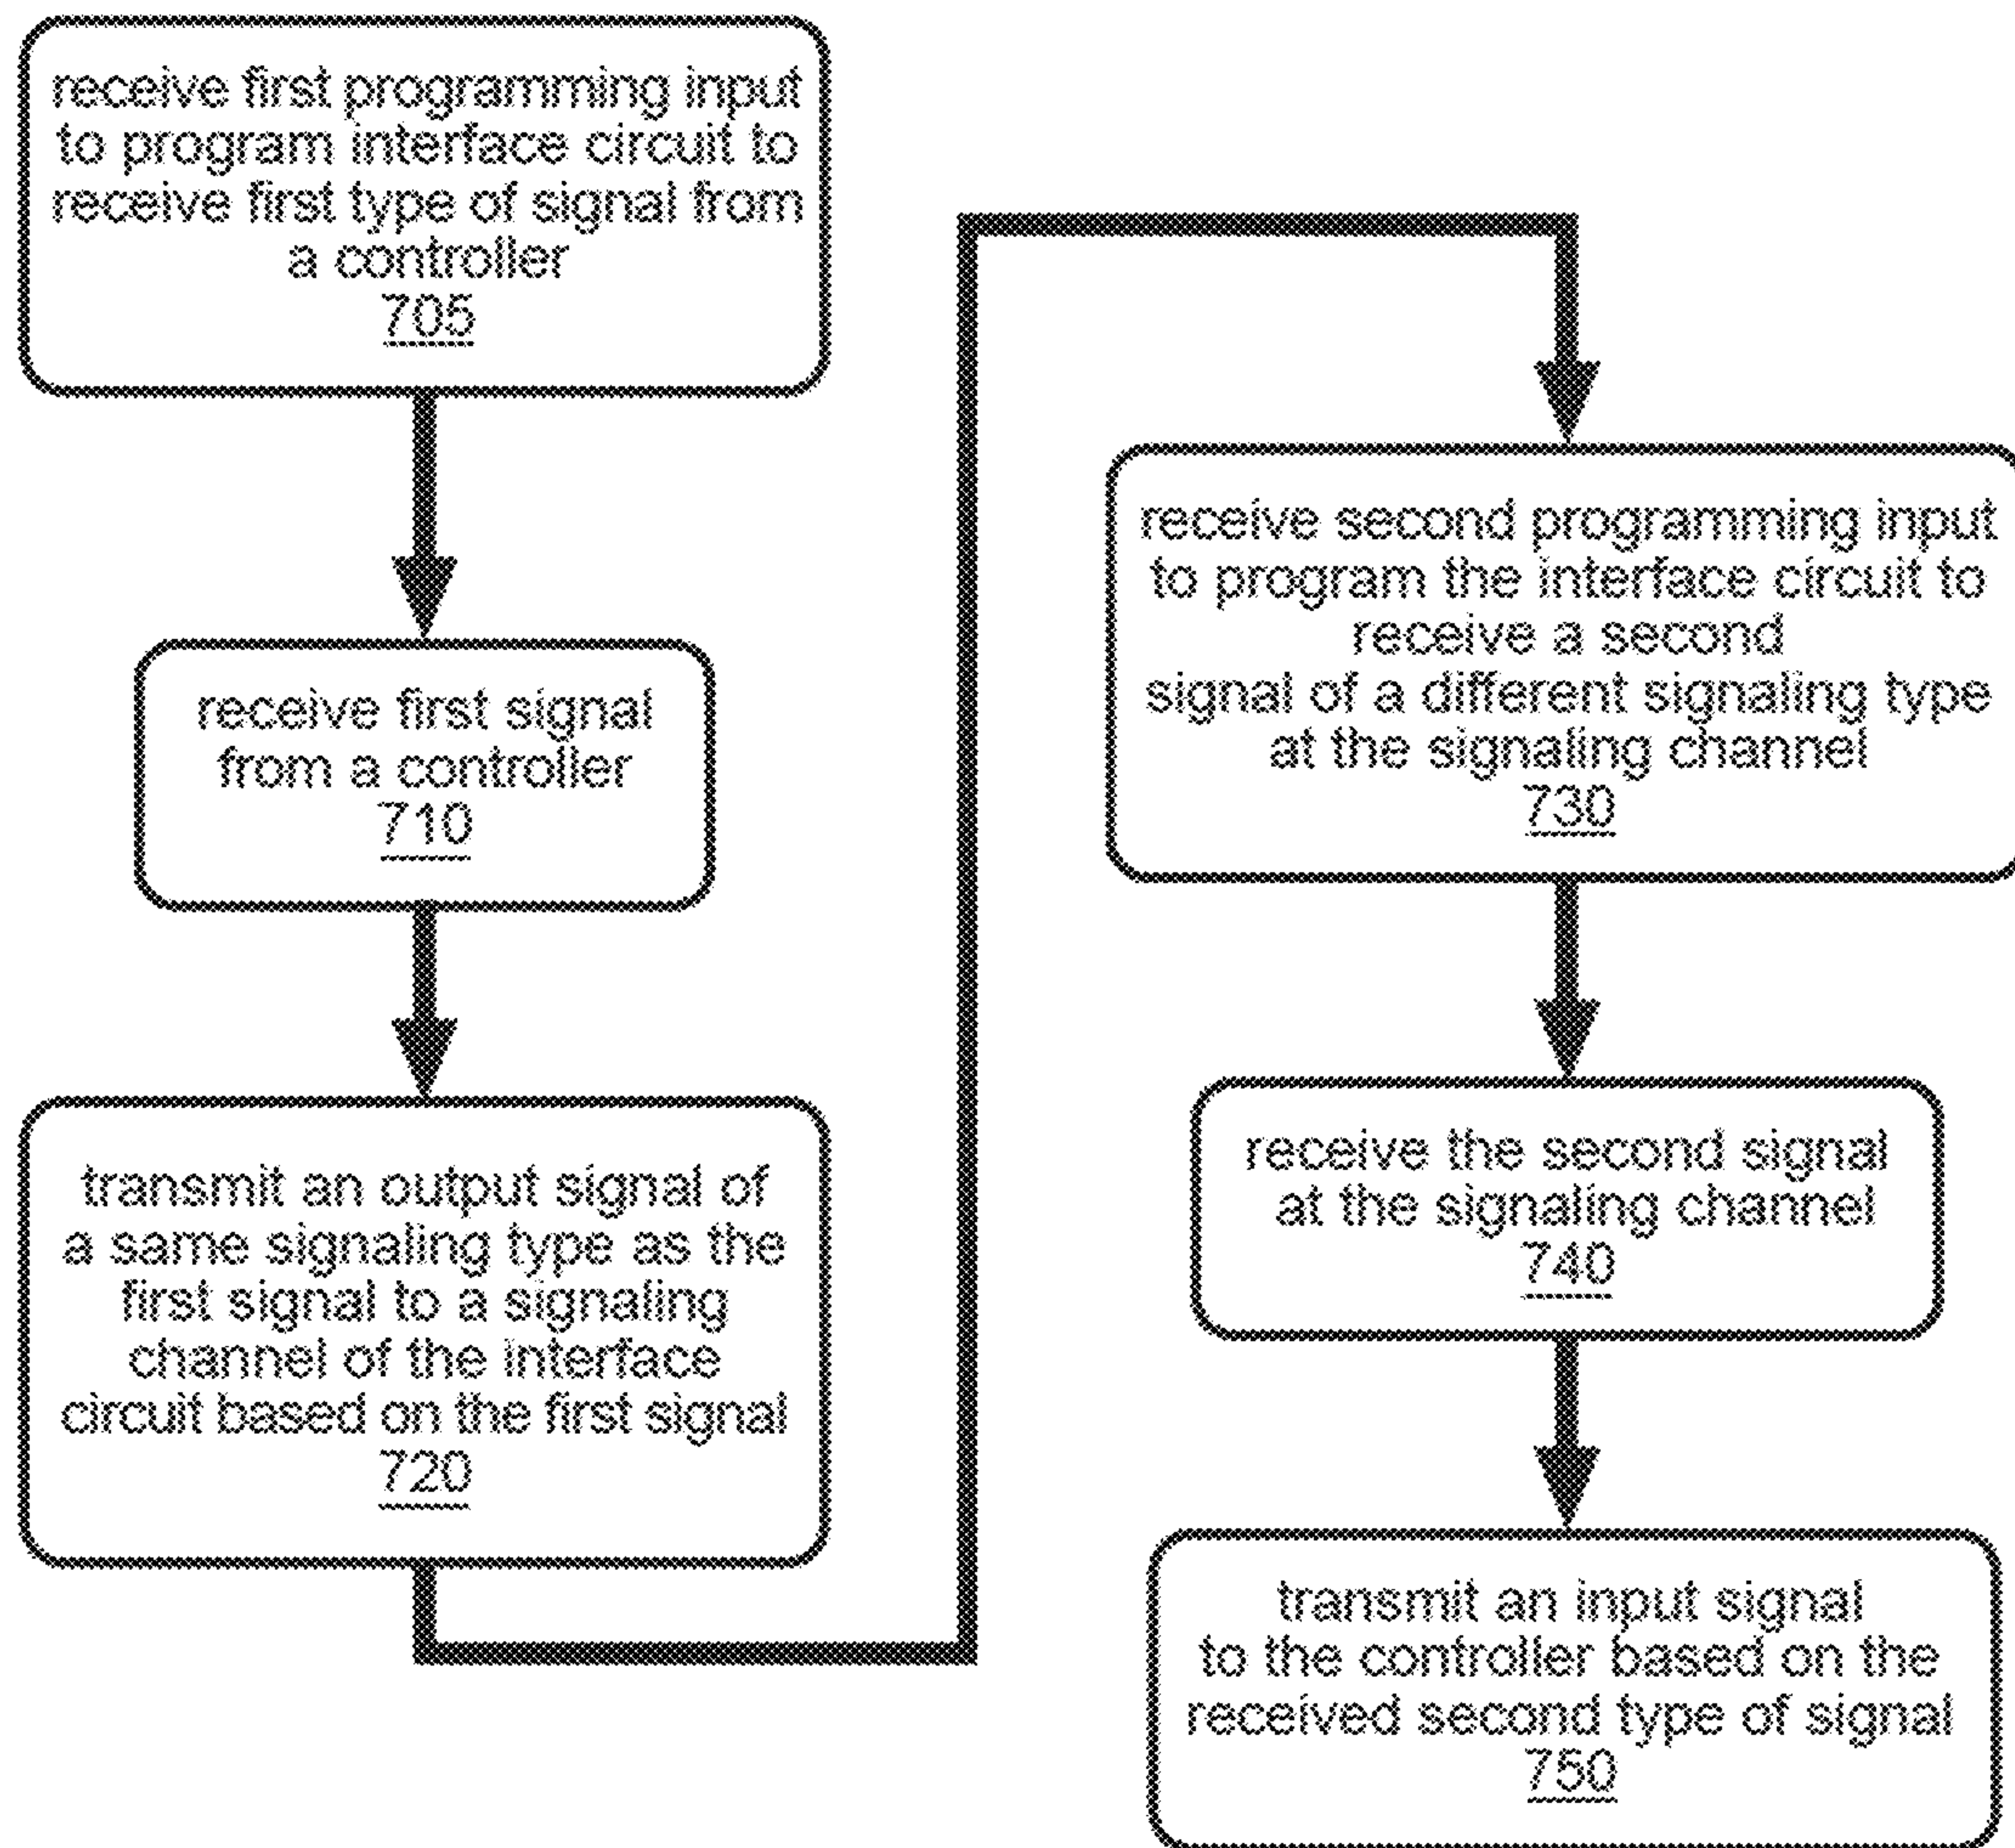 receive first programming input
to program interface circuit to
receive first type of signal from
a controller
705
receive first signal
from a controller
710
transmit an output signal of
a same signaling type as the
first signal to a signaling
channel of the interface
circuit based on the first signal
720
receive second programming input
to program the interface circuit to
receive a second
signal of a different signaling type
at the signaling channel
730
receive the second signal
at the signaling channel
740
transmit an input signal
to the controller based on the
received second type of signal
750